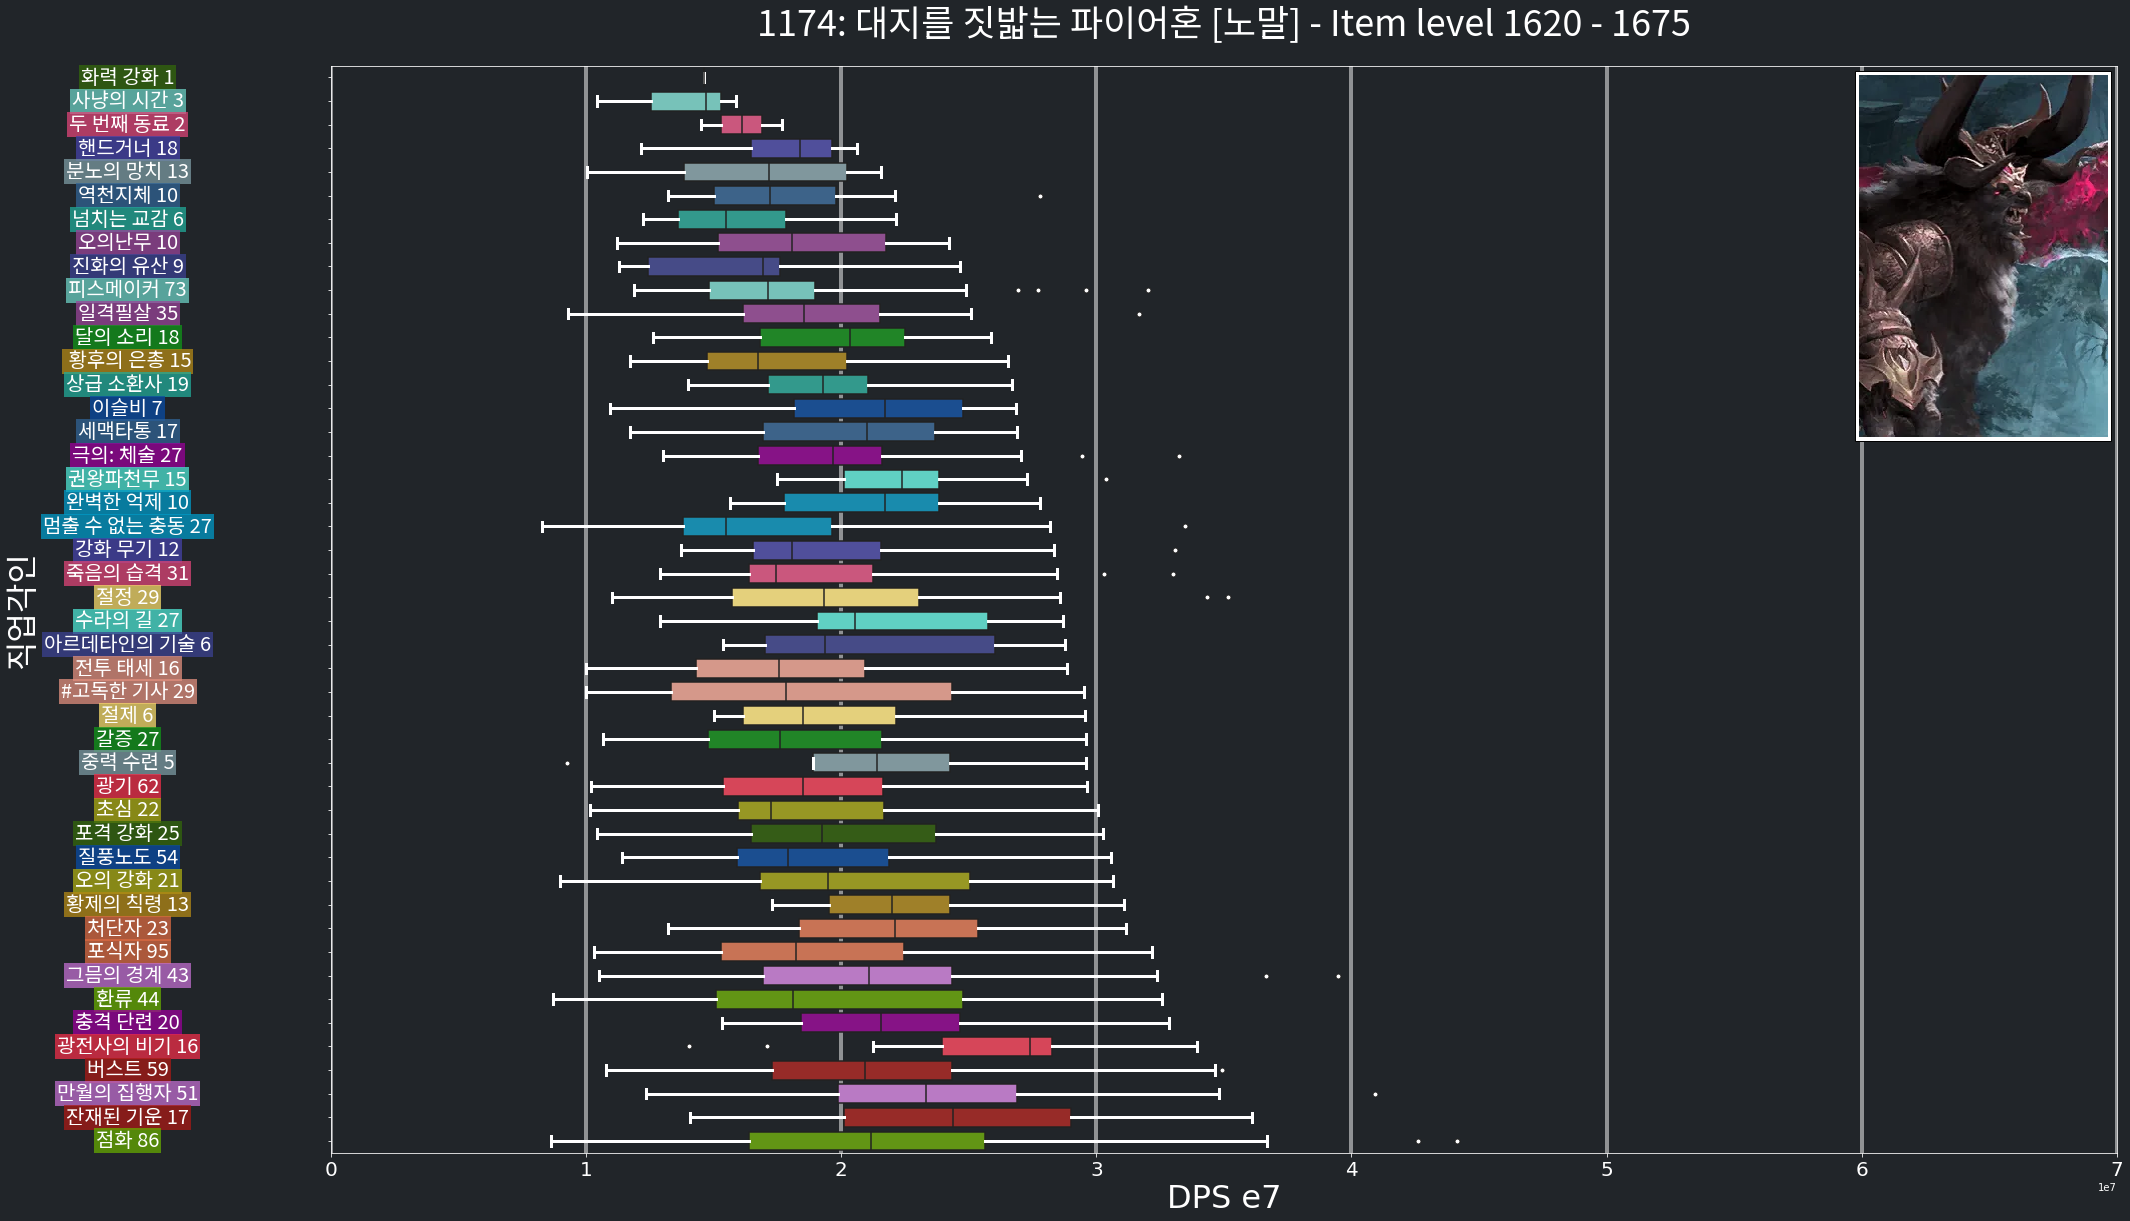 1174: 대지를 짓밟는 파이어혼 [노말] - Item level 1620 - 1675
화력 강화 1
사냥의 시간 3
두 번째 동료 2
핸드거너 18
분노의 망치 13
역천지체 10
넘치는 교감 6
오의난무 10
진화의 유산 9
피스메이커 73
일격필살 35
달의 소리 18
황후의 은총 15
상급 소환사 19
이슬비 7
세맥타통 17
극의: 체술 27
권왕파천무 15
완벽한 억제 10
멈출 수 없는 충동 27
강화 무기 12
죽음의 습격 31
절정 29
수라의 길 27
아르데타인의 기술 6
전투 태세 16
#고독한 기사 29
절제 6
갈증 27
중력 수련 5
광기 62
초심 22
포격 강화 25
질풍노도 54
오의 강화 21
황제의 칙령 13
처단자 23
포식자 95
그믐의 경계 43
환류 44
충격 단련 20
광전사의 비기 16
버스트 59
만월의 집행자 51
잔재된 기운 17
점화 86
직업각인
0 1 2 3 4 5 6 7
1e7
DPS e7